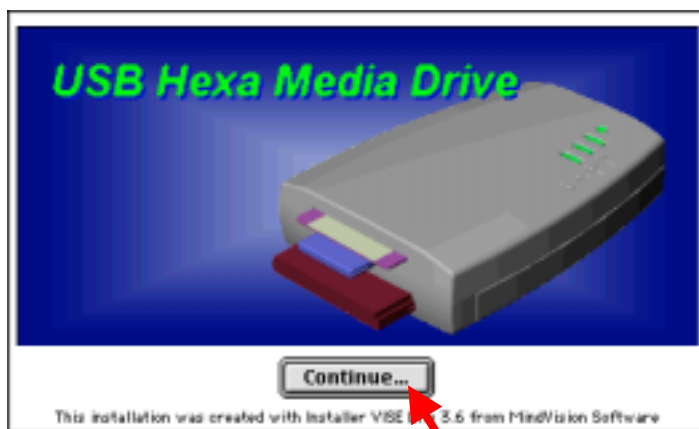 USB Hexa Media Drive
Continue...
This installation was created with Installer VISE 3.6 from MindVision Software